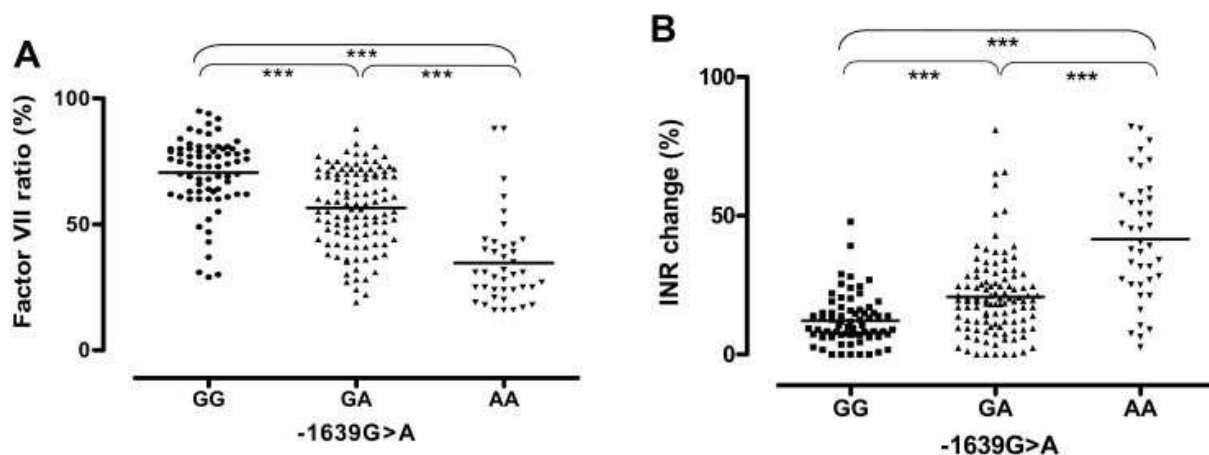 A
***
***
***
Factor VII ratio (%)
100
50
0
GG
GA
AA
-1639G>A
B
***
***
***
INR change (%)
100
50
0
GG
GA
AA
-1639G>A